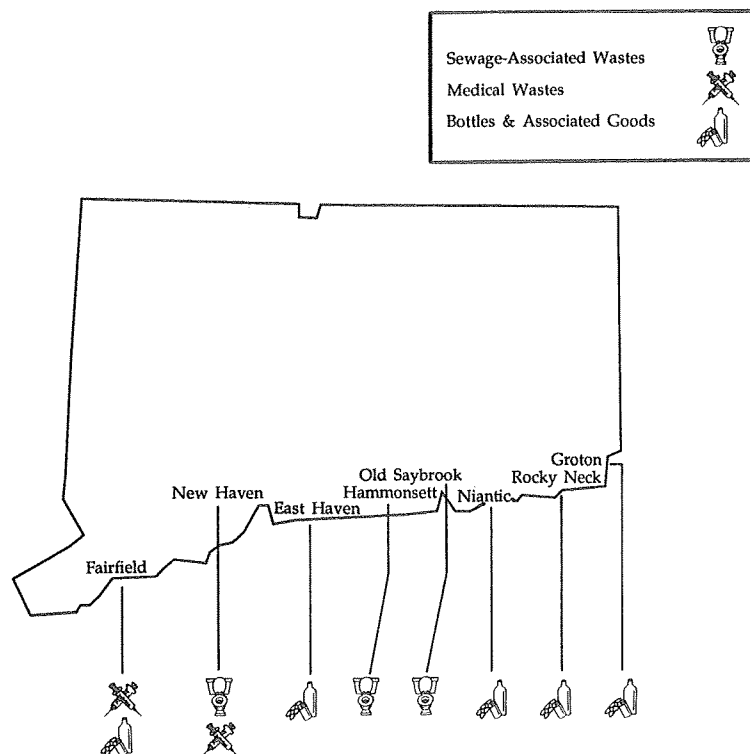 Sewage-Associated Wastes
Medical Wastes
Bottles & Associated Goods
Groton
Old Saybrook
Rocky Neck
New Haven
Hammonsett
Niantic
East Haven
Fairfield